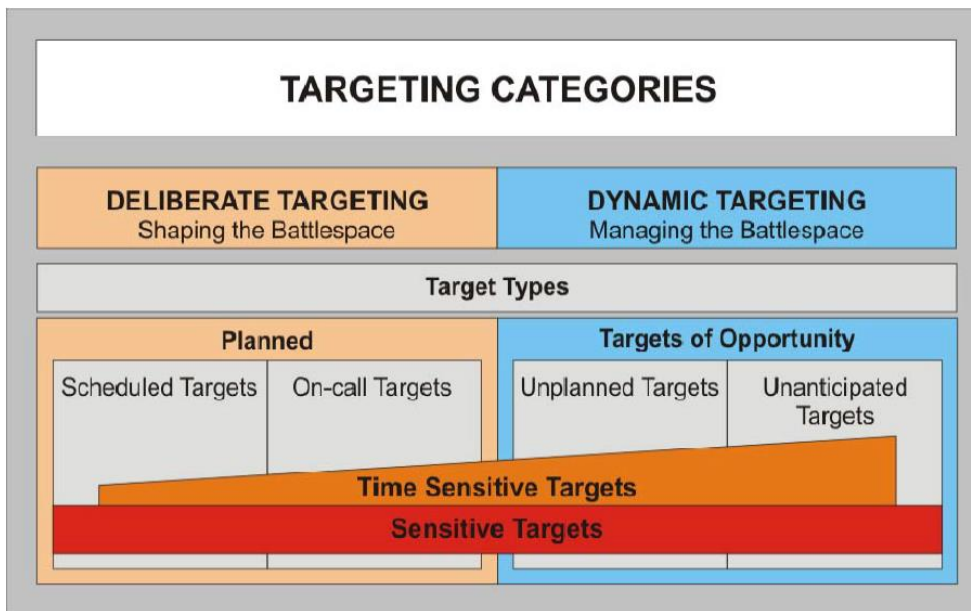 TARGETING CATEGORIES
DELIBERATE TARGETING
Shaping the Battlespace
DYNAMIC TARGETING
Managing the Battlespace
Target Types
Planned
Targets of Opportunity
Scheduled Targets
On-call Targets
Unplanned Targets
Unanticipated
Targets
Time Sensitive Targets
Sensitive Targets